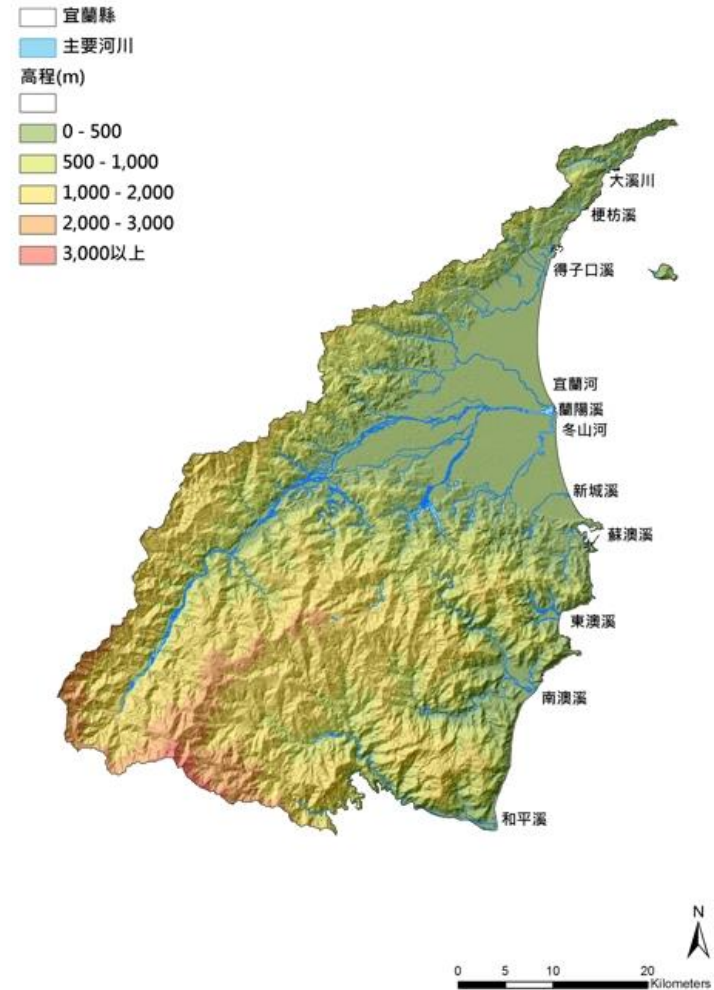 宜蘭縣
主要河川
高程(m)
0 - 500
500 - 1,000
1,000 - 2,000
2,000 - 3,000
3,000以上
大溪川
梗枋溪
得子口溪
宜蘭河
蘭陽溪
冬山河
新城溪
蘇澳溪
東澳溪
南澳溪
和平溪
N
0 5 10 20
Kilometers